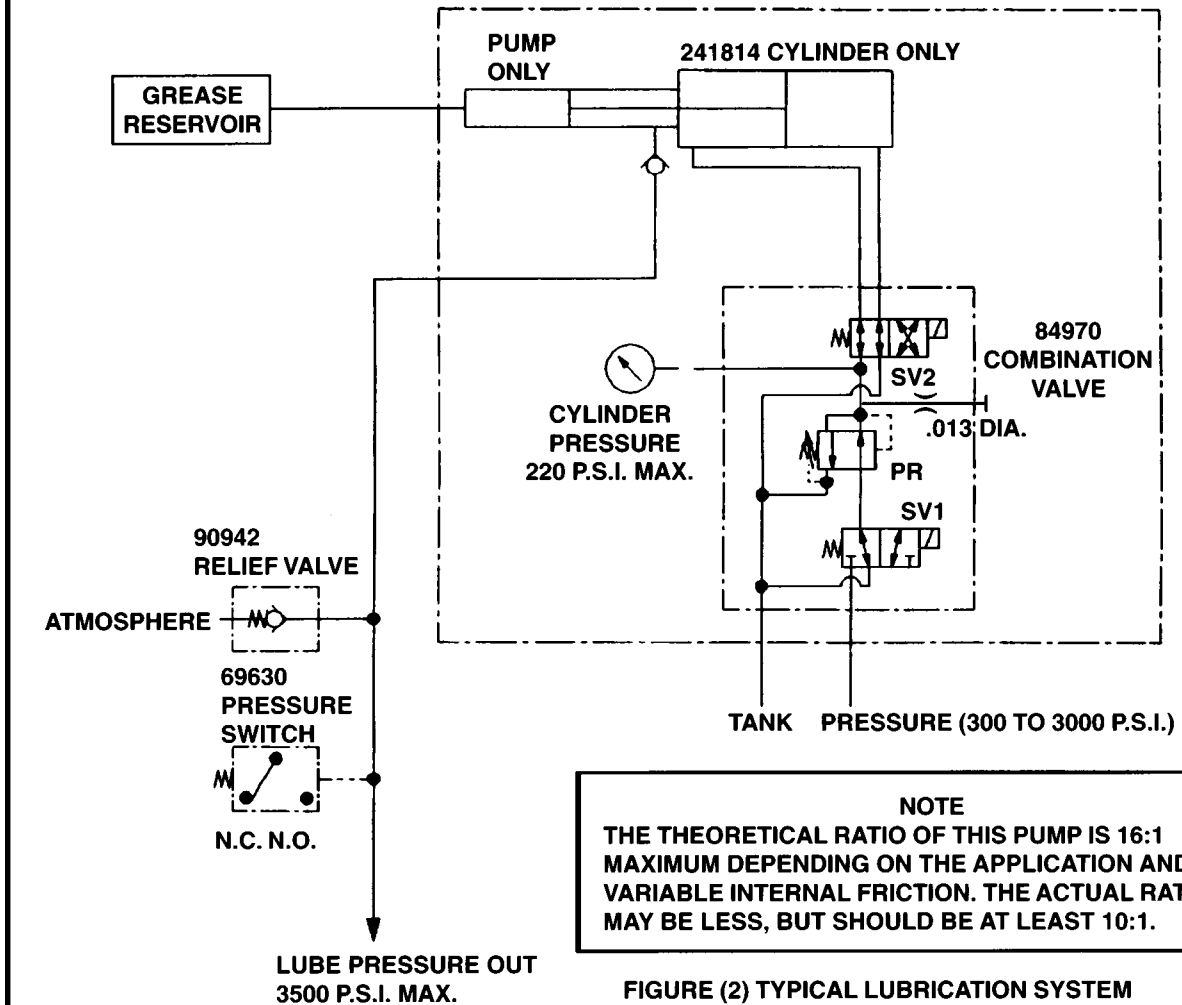 PUMP
ONLY
241814 CYLINDER ONLY
GREASE
RESERVOIR
84970
COMBINATION
VALVE
SV2
.013 DIA.
CYLINDER
PRESSURE
220 P.S.I. MAX.
PR
SV1
90942
RELIEF VALVE
ATMOSPHERE
69630
PRESSURE
SWITCH
N.C. N.O.
TANK PRESSURE (300 TO 3000 P.S.I.)
NOTE
THE THEORETICAL RATIO OF THIS PUMP IS 16:1
MAXIMUM DEPENDING ON THE APPLICATION AND
VARIABLE INTERNAL FRICTION. THE ACTUAL RAT
MAY BE LESS, BUT SHOULD BE AT LEAST 10:1.
LUBE PRESSURE OUT
3500 P.S.I. MAX.
FIGURE (2) TYPICAL LUBRICATION SYSTEM